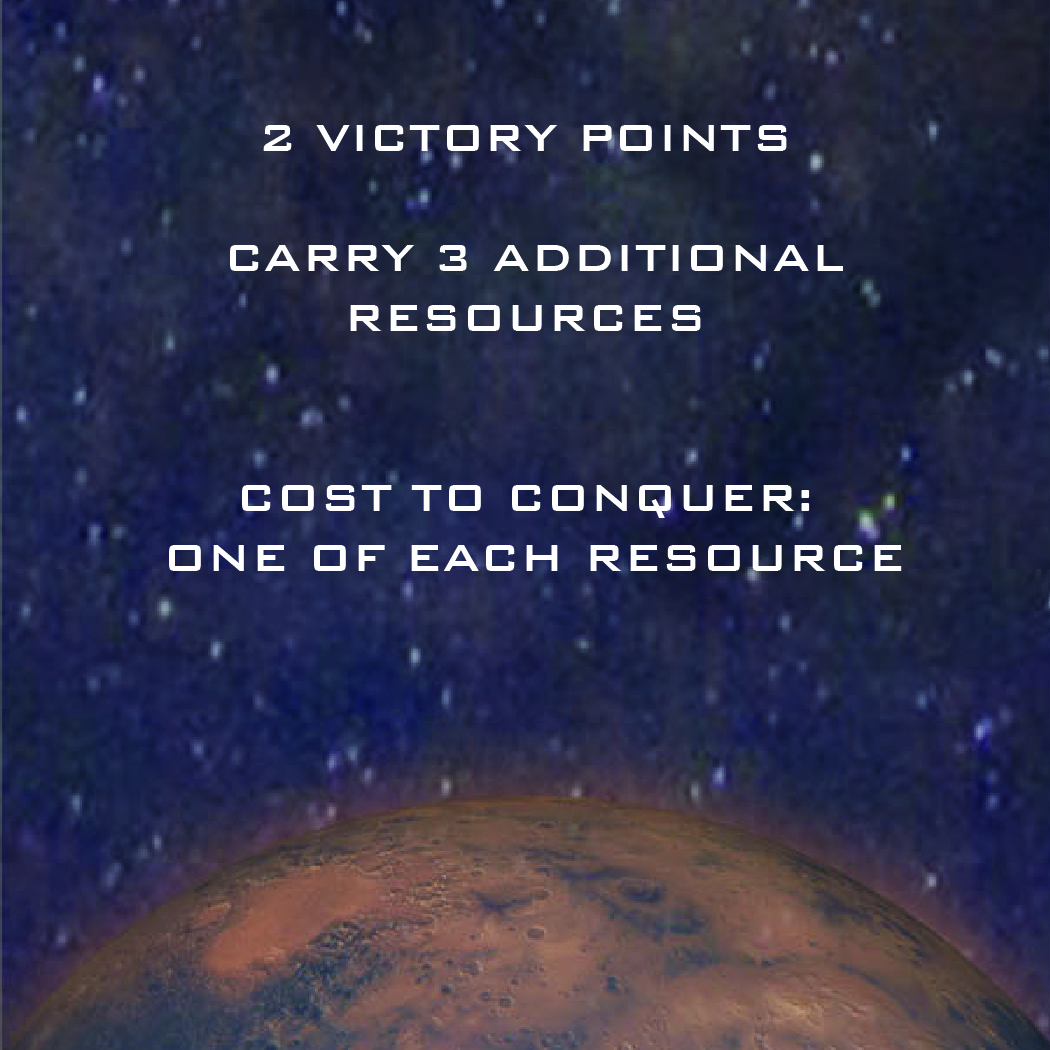 2 VICTORY POINTS
CARRY 3 ADDITIONAL
RESOURCES
COST TO CONQUER:
ONE OF EACH RESOURCE